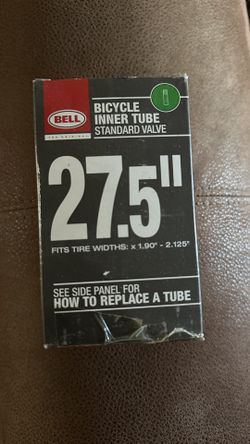 BELL
BICYCLE
INNER TUBE
STANDARD VALVE
27.5"
FITS TIRE WIDTHS: x 1.90" - 2.125"
SEE SIDE PANEL FOR
HOW TO REPLACE A TUBE